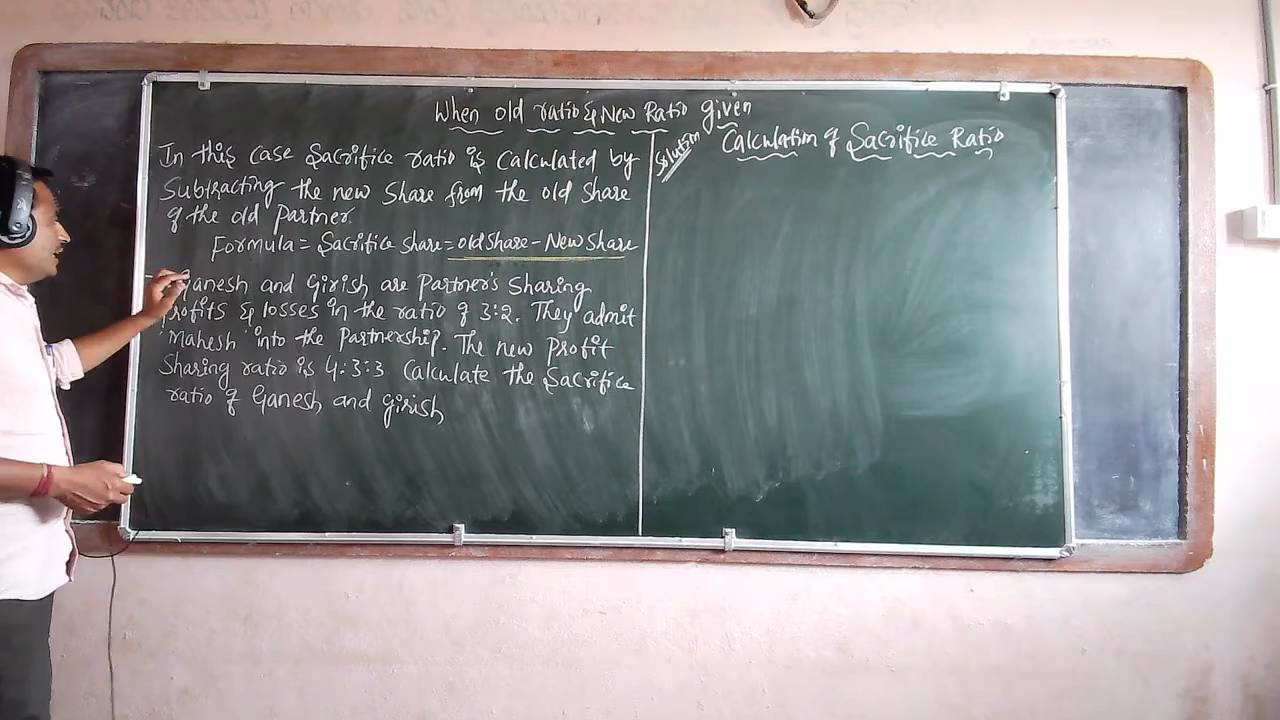 When old ratio & New Ratio given
In this case Sacrifice ratio is Calculated by
Subtracting the new Share from the old Share
of the old Partner.
Formula = Sacrifice Share = old Share - New Share
Ganesh and Girish are Partner's Sharing
profits & losses in the ratio of 3:2. They admit
'Mahesh' into the Partnership. The new Profit
Sharing ratio is 4:3:3 Calculate the Sacrifice
ratio of Ganesh and Girish
Solution
Calculation of Sacrifice Ratio